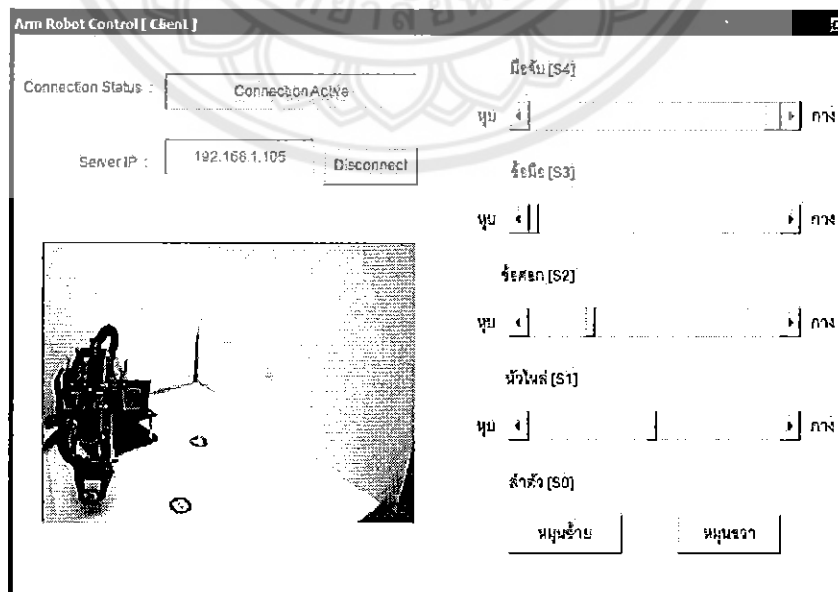 Arm Robot Control [ Client ]
Connection Status :
Connection Active
Server IP :
192.168.1.105
Disconnect
มือจับ [S4]
หุบ
กาง
ข้อมือ [S3]
หุบ
กาง
ข้อศอก [S2]
หุบ
กาง
หัวไหล่ [S1]
หุบ
กาง
ลำตัว [S0]
หมุนซ้าย
หมุนขวา